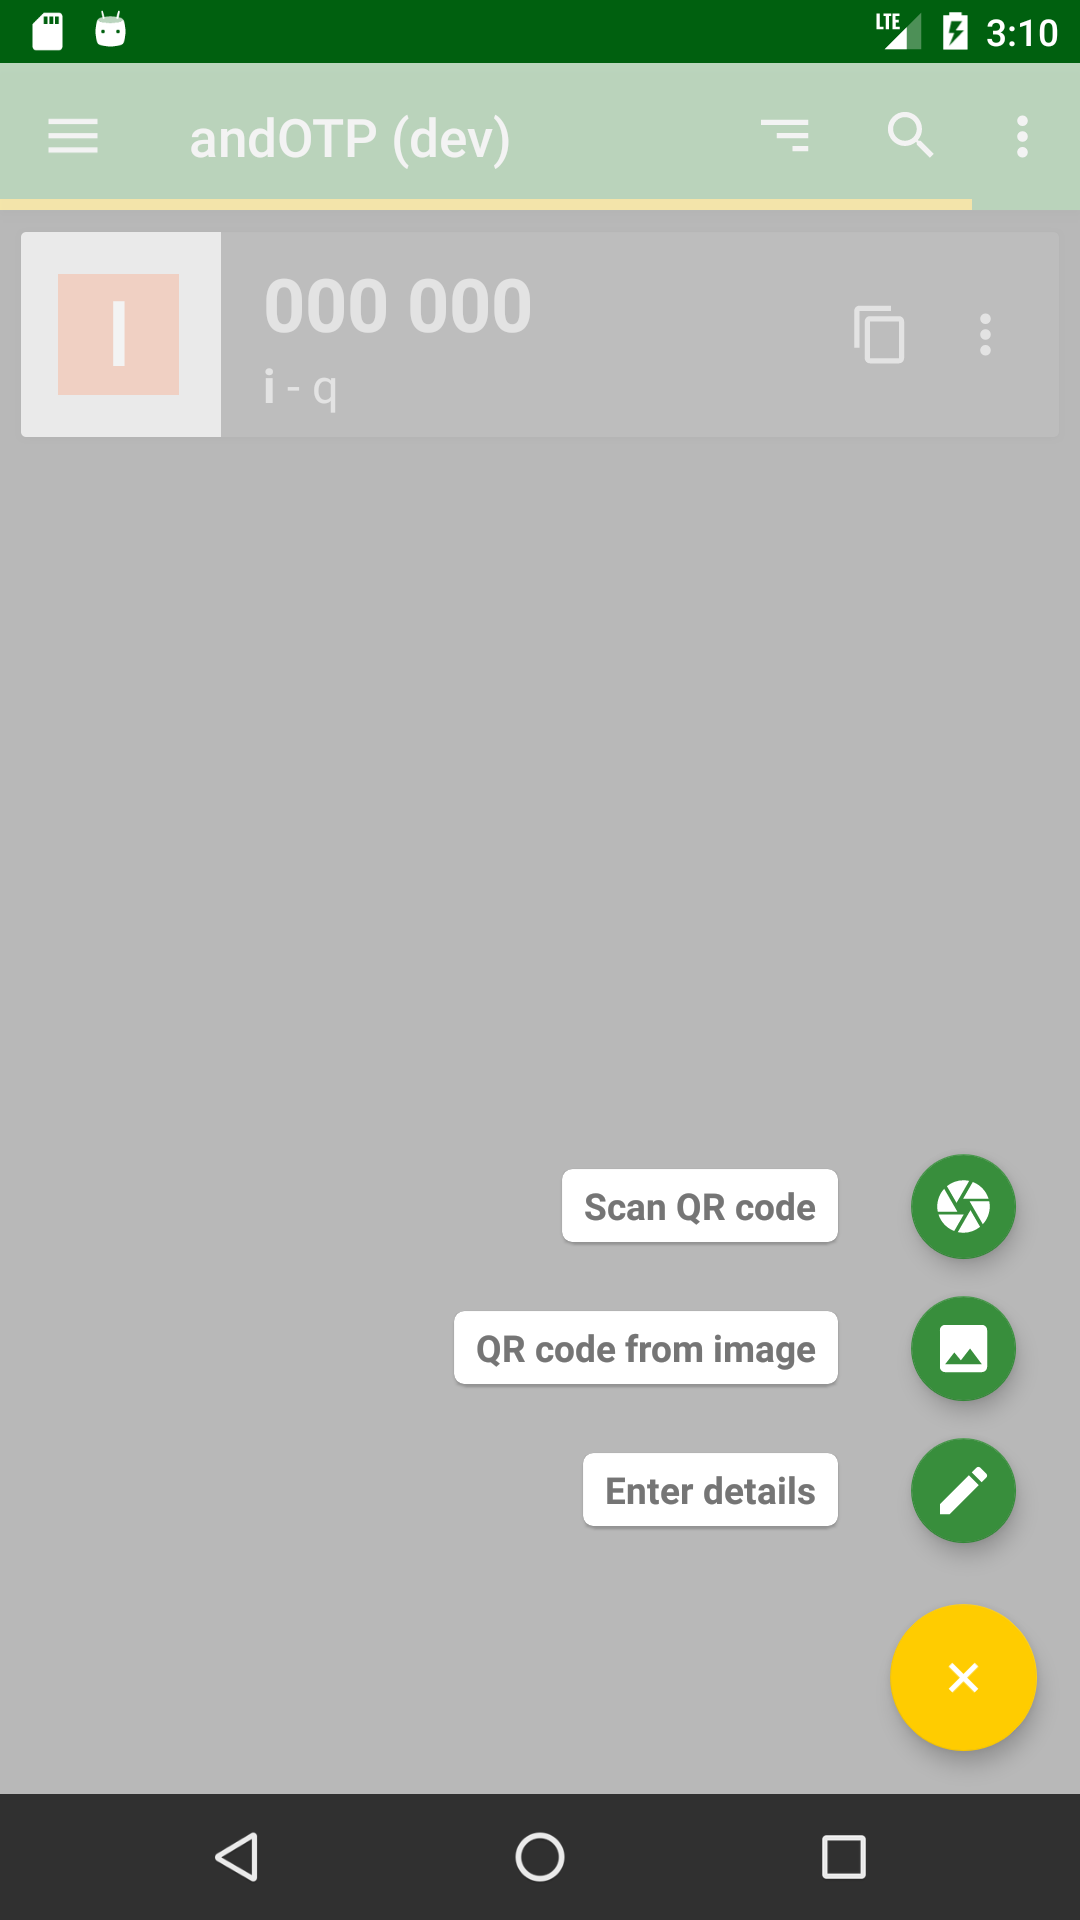 LTE 3:10
andOTP (dev)
I
000 000
i - q
Scan QR code
QR code from image
Enter details